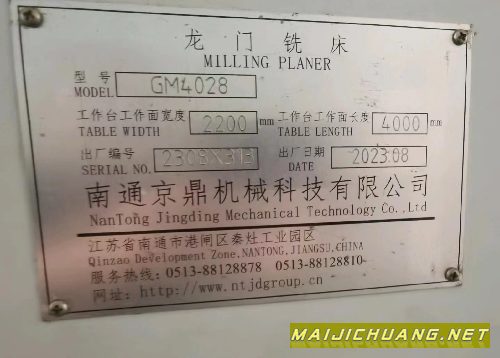 龙门铣床
MILLING PLANER
型号 MODEL GM4028
工作台工作面宽度 TABLE WIDTH 2200 mm 工作台工作面长度 TABLE LENGTH 4000 mm
出厂编号 SERIAL NO. 2308X313 出厂日期 DATE 2023.08
南通京鼎机械科技有限公司
NanTong Jingding Mechanical Technology Co.,Ltd
江苏省南通市港闸区秦灶工业园区
Qinzao Development Zone,NANTONG,JIANGSU,CHINA
服务热线: 0513-88128878 0513-88128810
网址: http://www.ntjdgroup.cn
MAIJICHUANG.NET